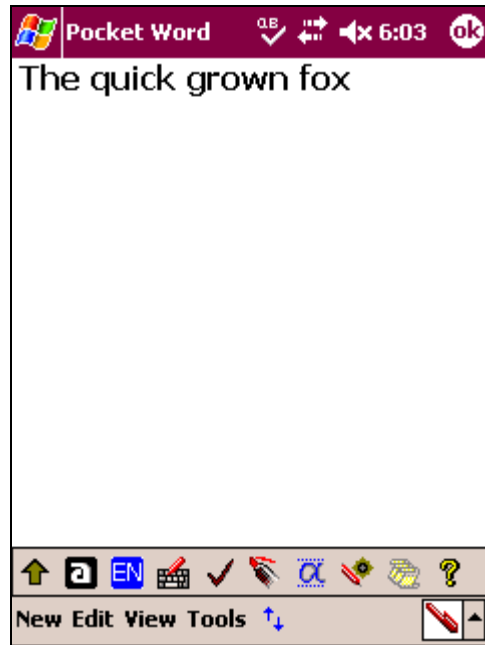 Pocket Word 6:03 ok
The quick grown fox
a EN α ?
New Edit View Tools